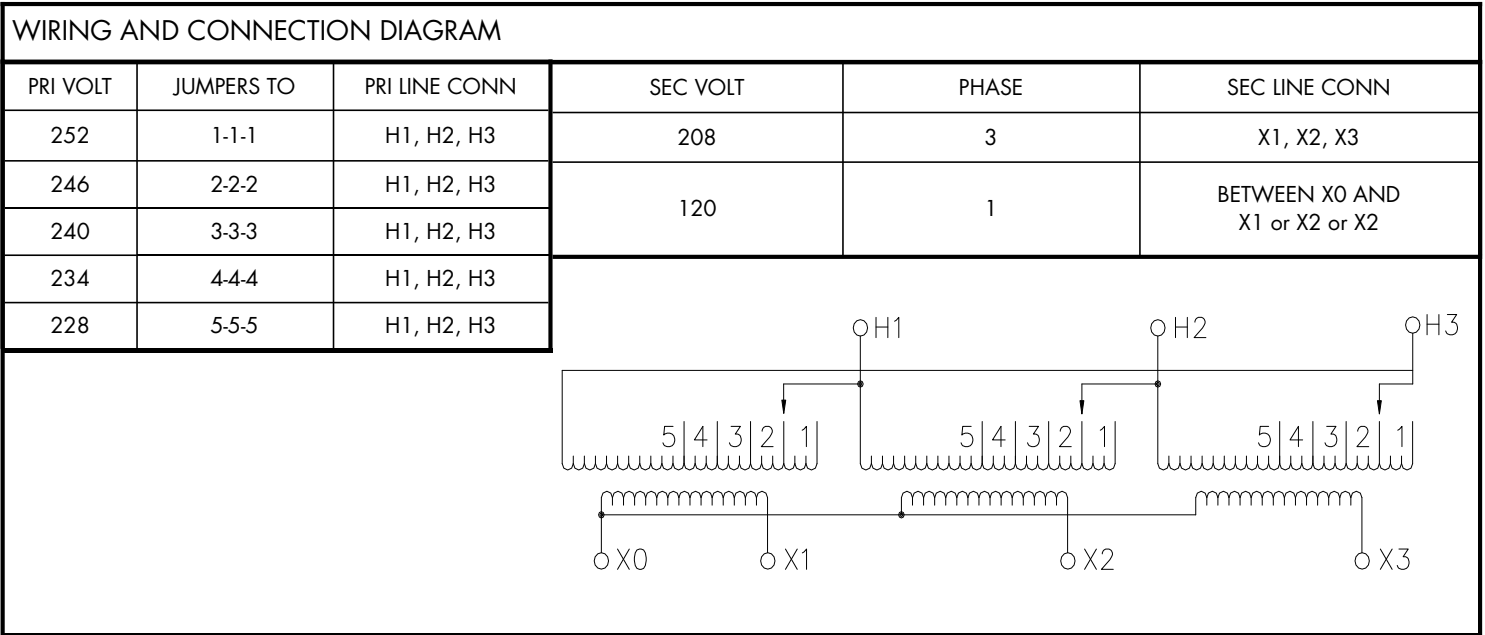 WIRING AND CONNECTION DIAGRAM
PRI VOLT JUMPERS TO PRI LINE CONN SEC VOLT PHASE SEC LINE CONN
252 1-1-1 H1, H2, H3 208 3 X1, X2, X3
246 2-2-2 H1, H2, H3
120 1 BETWEEN X0 AND
X1 or X2 or X2
240 3-3-3 H1, H2, H3
234 4-4-4 H1, H2, H3
228 5-5-5 H1, H2, H3
H1 H2 H3
5 4 3 2 1 5 4 3 2 1 5 4 3 2 1
X0 X1 X2 X3